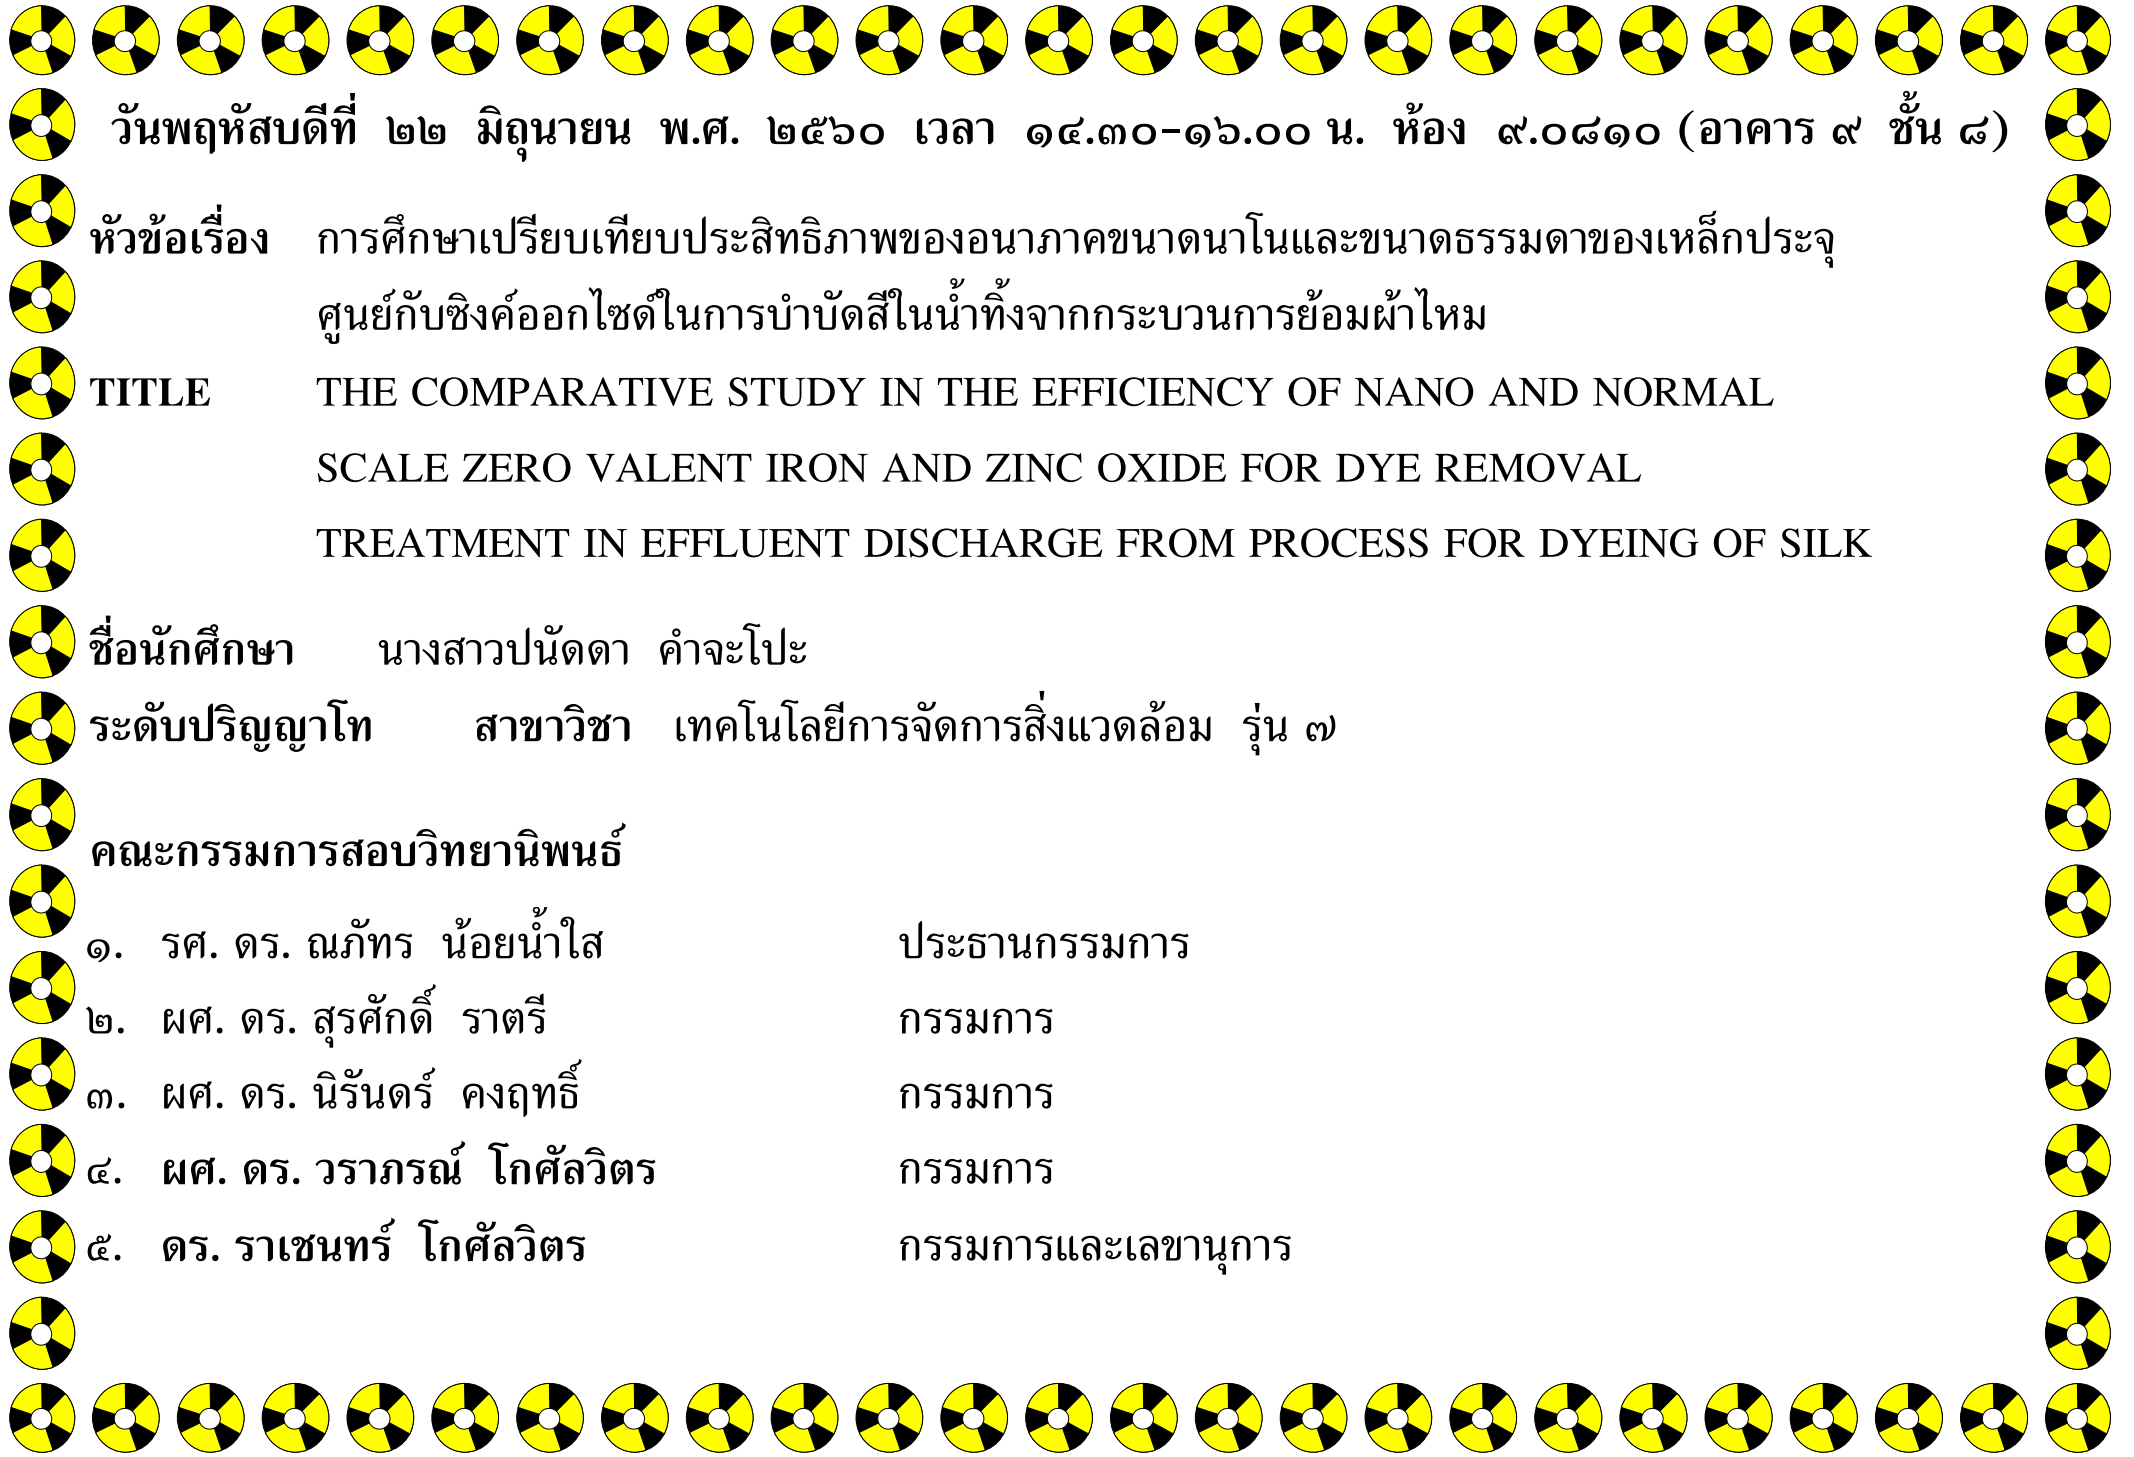 วันพฤหัสบดีที่ ๒๒ มิถุนายน พ.ศ. ๒๕๖๐ เวลา ๑๔.๓๐-๑๖.๐๐ น. ห้อง ๙.๐๘๑๐ (อาคาร ๙ ชั้น ๘)
หัวข้อเรื่อง การศึกษาเปรียบเทียบประสิทธิภาพของอนาภาคขนาดนาโนและขนาดธรรมดาของเหล็กประจุ
ศูนย์กับซิงค์ออกไซด์ในการบำบัดสีในน้ำทิ้งจากกระบวนการย้อมผ้าไหม
TITLE THE COMPARATIVE STUDY IN THE EFFICIENCY OF NANO AND NORMAL
SCALE ZERO VALENT IRON AND ZINC OXIDE FOR DYE REMOVAL
TREATMENT IN EFFLUENT DISCHARGE FROM PROCESS FOR DYEING OF SILK
ชื่อนักศึกษา นางสาวปนัดดา คำจะโปะ
ระดับปริญญาโท สาขาวิชา เทคโนโลยีการจัดการสิ่งแวดล้อม รุ่น ๗
คณะกรรมการสอบวิทยานิพนธ์
๑. รศ. ดร. ณภัทร น้อยน้ำใส ประธานกรรมการ
๒. ผศ. ดร. สุรศักดิ์ ราตรี กรรมการ
๓. ผศ. ดร. นิรันดร์ คงฤทธิ์ กรรมการ
๔. ผศ. ดร. วราภรณ์ โกศัลวิตร กรรมการ
๕. ดร. ราเชนทร์ โกศัลวิตร กรรมการและเลขานุการ